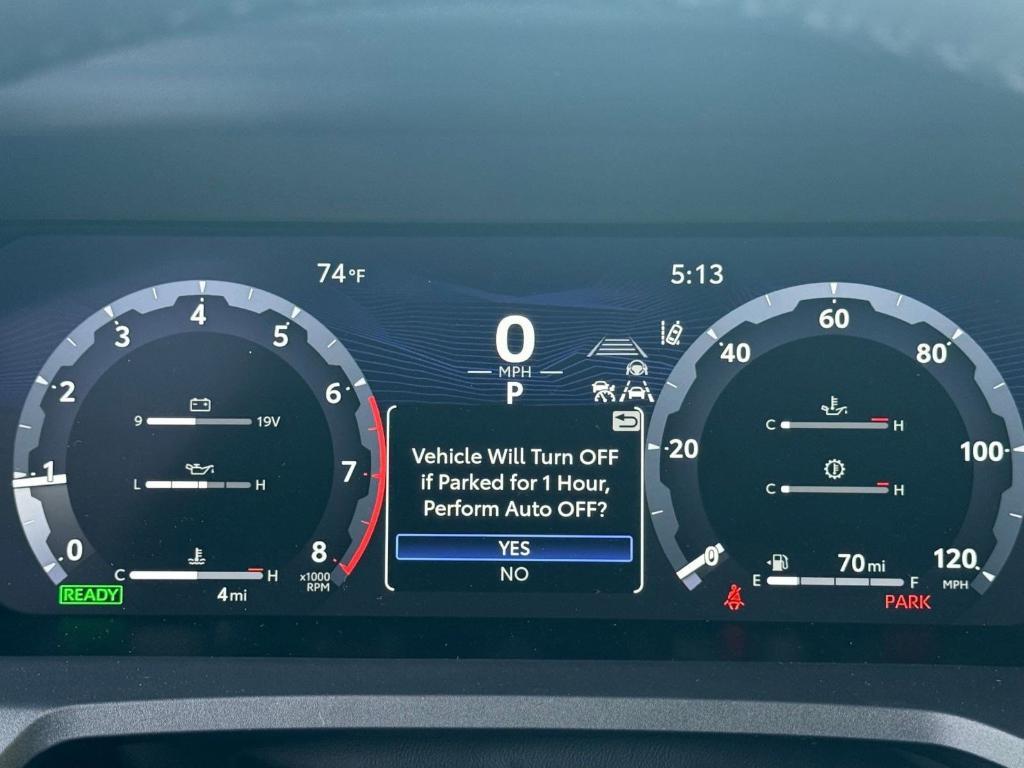 74°F
5:13
0
MPH
P
0
1
2
3
4
5
6
7
8
x1000
RPM
9
19V
L
H
C
H
READY
4mi
Vehicle Will Turn OFF
if Parked for 1 Hour,
Perform Auto OFF?
YES
NO
0
20
40
60
80
100
120
MPH
C
H
C
H
70mi
E
F
PARK